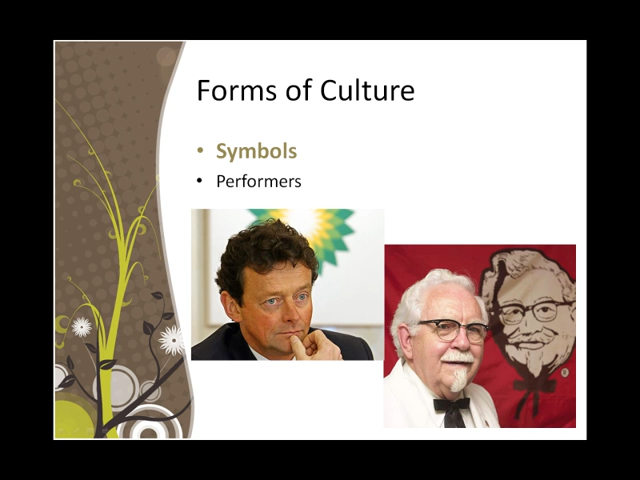 Forms of Culture
• Symbols
• Performers
®